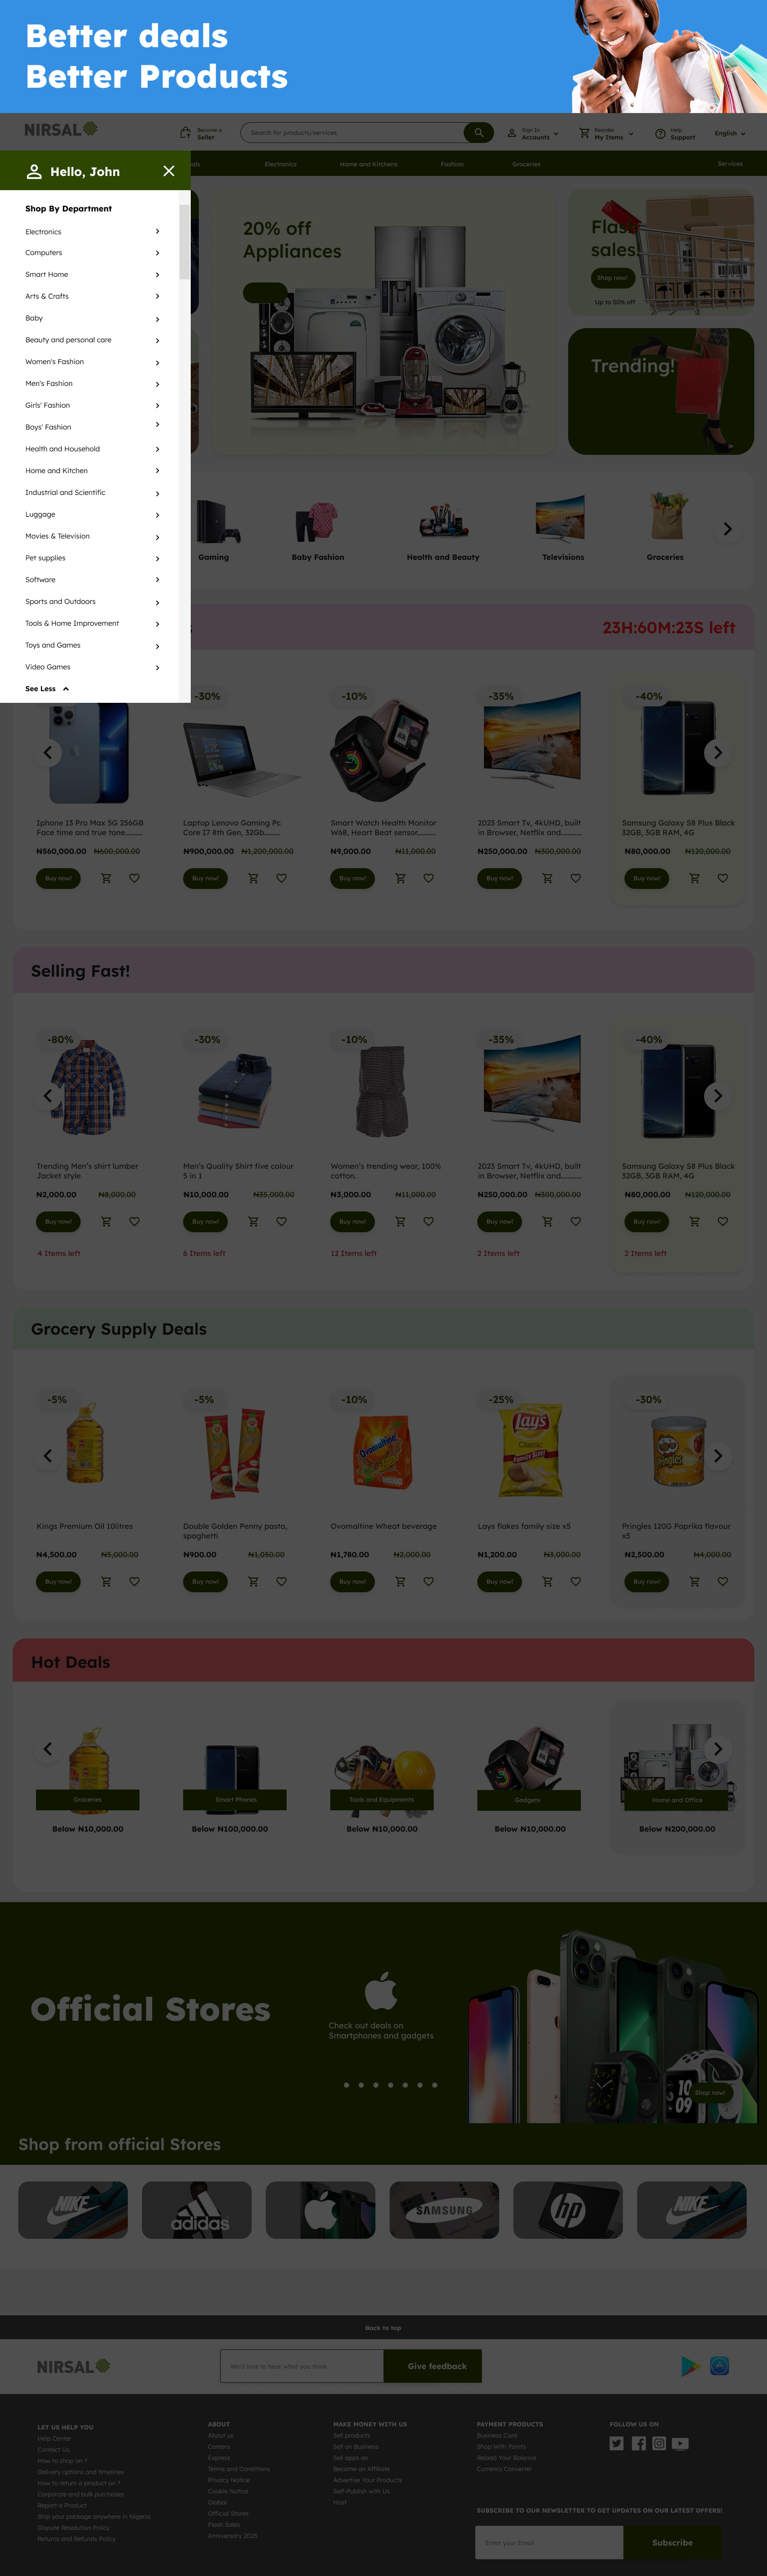 Better deals
Better Products
NIRSAL
Become a
Seller
Search for products/services
Sign In
Accounts
Reorder
My Items
Help
Support
English
Hello, John
Electronics
Home and Kitchens
Fashion
Groceries
Services
Shop By Department
Electronics
Computers
Smart Home
Arts & Crafts
Baby
Beauty and personal care
Women's Fashion
Men's Fashion
Girls' Fashion
Boys' Fashion
Health and Household
Home and Kitchen
Industrial and Scientific
Luggage
Movies & Television
Pet supplies
Software
Sports and Outdoors
Tools & Home Improvement
Toys and Games
Video Games
See Less
20% off
Appliances
Flash
sales!
Shop now!
Up to 50% off
Trending!
Gaming
Baby Fashion
Health and Beauty
Televisions
Groceries
23H:60M:23S left
-30%
-10%
-35%
-40%
Iphone 13 Pro Max 5G 256GB
Face time and true tone.........
₦560,000.00 ₦600,000.00
Buy now!
Laptop Lenovo Gaming Pc
Core I7 8th Gen, 32Gb........
₦900,000.00 ₦1,200,000.00
Buy now!
Smart Watch Health Monitor
W68, Heart Beat sensor..........
₦9,000.00 ₦11,000.00
Buy now!
2023 Smart Tv, 4kUHD, built
in Browser, Netflix and...........
₦250,000.00 ₦300,000.00
Buy now!
Samsung Galaxy S8 Plus Black
32GB, 3GB RAM, 4G
₦80,000.00 ₦120,000.00
Buy now!
Selling Fast!
-80%
-30%
-10%
-35%
-40%
Trending Men's shirt lumber
Jacket style
₦2,000.00 ₦8,000.00
Buy now!
4 Items left
Men's Quality Shirt five colour
5 in 1
₦10,000.00 ₦35,000.00
Buy now!
6 Items left
Women's trending wear, 100%
cotton.
₦3,000.00 ₦11,000.00
Buy now!
12 Items left
2023 Smart Tv, 4kUHD, built
in Browser, Netflix and...........
₦250,000.00 ₦300,000.00
Buy now!
2 Items left
Samsung Galaxy S8 Plus Black
32GB, 3GB RAM, 4G
₦80,000.00 ₦120,000.00
Buy now!
2 Items left
Grocery Supply Deals
-5%
-5%
-10%
-25%
-30%
Ovomaltine
Lay's
Classic
Family Size!
Pringles
Kings Premium Oil 10litres
₦4,500.00 ₦5,000.00
Buy now!
Double Golden Penny pasta,
spaghetti
₦900.00 ₦1,050.00
Buy now!
Ovomaltine Wheat beverage
₦1,780.00 ₦2,000.00
Buy now!
Lays flakes family size x5
₦1,200.00 ₦3,000.00
Buy now!
Pringles 120G Paprika flavour
x5
₦2,500.00 ₦4,000.00
Buy now!
Hot Deals
Groceries
Below ₦10,000.00
Smart Phones
Below ₦100,000.00
Tools and Equipments
Below ₦10,000.00
Gadgets
Below ₦10,000.00
Home and Office
Below ₦200,000.00
Official Stores
Check out deals on
Smartphones and gadgets
Shop now!
Shop from official Stores
NIKE
adidas
SAMSUNG
hp
NIKE
Back to top
NIRSAL
We'd love to hear what you think
Give feedback
LET US HELP YOU
Help Center
Contact Us
How to shop on ?
Delivery options and timelines
How to return a product on ?
Corporate and bulk purchases
Report a Product
Ship your package anywhere in Nigeria
Dispute Resolution Policy
Returns and Refunds Policy
ABOUT
About us
Careers
Express
Terms and Conditions
Privacy Notice
Cookie Notice
Global
Official Stores
Flash Sales
Anniversary 2023
MAKE MONEY WITH US
Sell products
Sell on Business
Sell apps on
Become an Affiliate
Advertise Your Products
Self-Publish with Us
Host
PAYMENT PRODUCTS
Business Card
Shop With Points
Reload Your Balance
Currency Converter
FOLLOW US ON
SUBSCRIBE TO OUR NEWSLETTER TO GET UPDATES ON OUR LATEST OFFERS!
Enter your Email
Subscribe